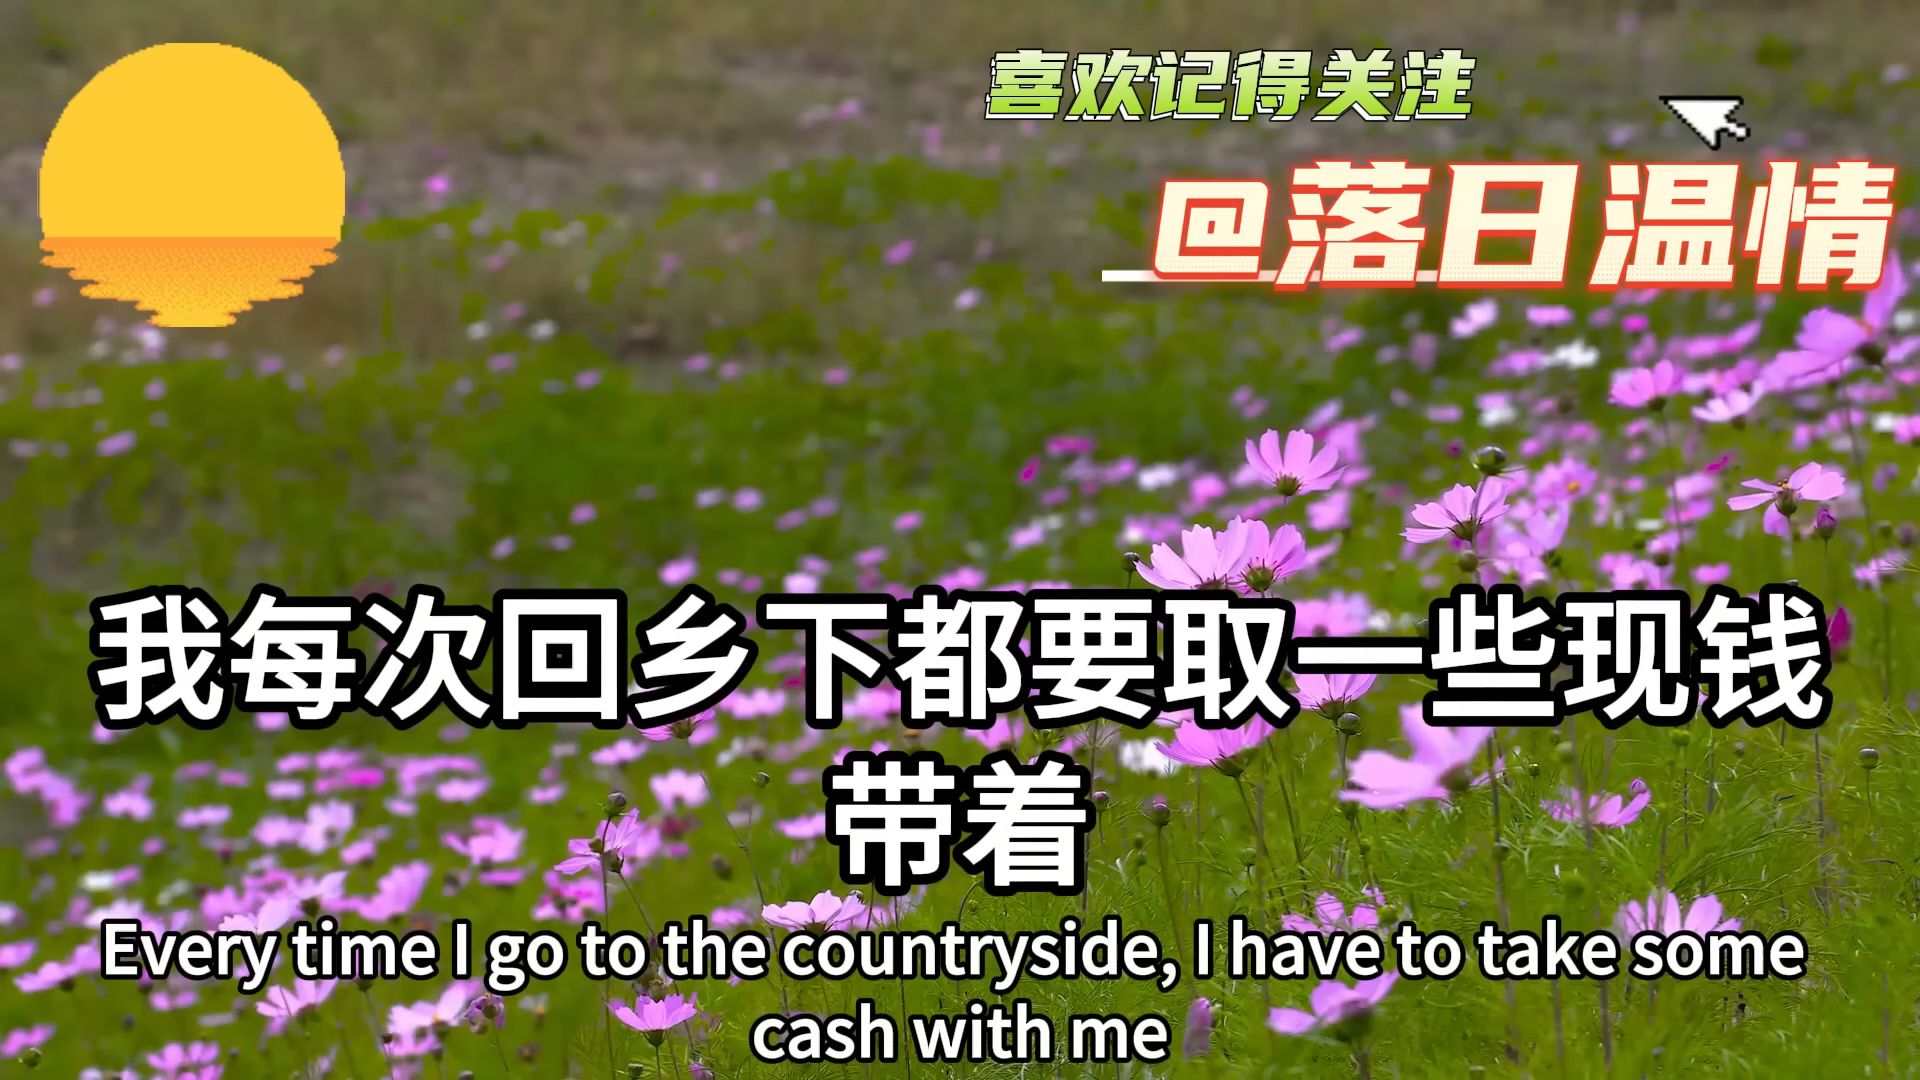 喜欢记得关注
@落日温情
我每次回乡下都要取一些现钱
带着
Every time I go to the countryside, I have to take some
cash with me